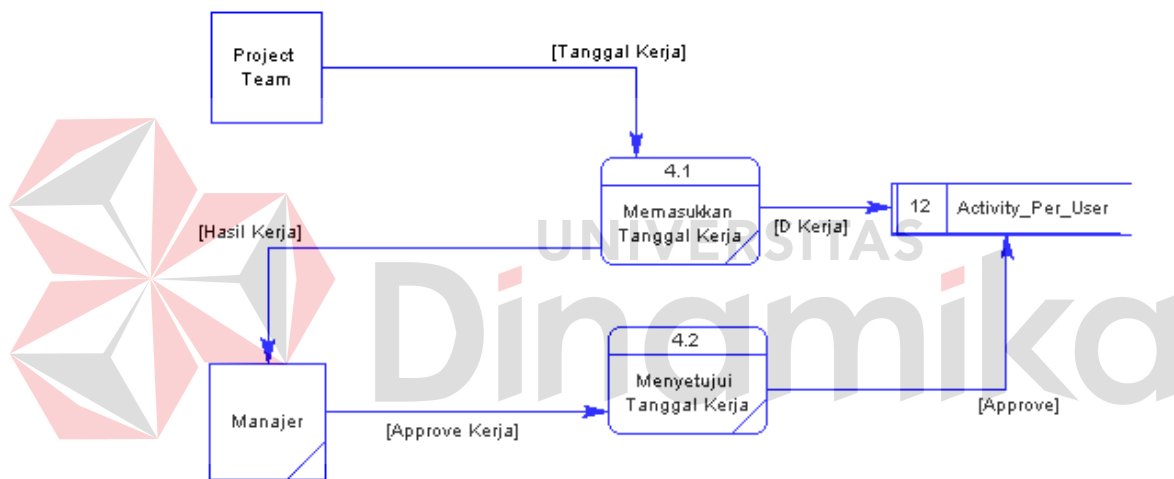 Project
Team
[Tanggal Kerja]
4.1
Memasukkan
Tanggal Kerja
[D Kerja]
12
Activity_Per_User
[Hasil Kerja]
UNIVERSITAS
Dinamika
4.2
Menyetujui
Tanggal Kerja
Manajer
[Approve Kerja]
[Approve]